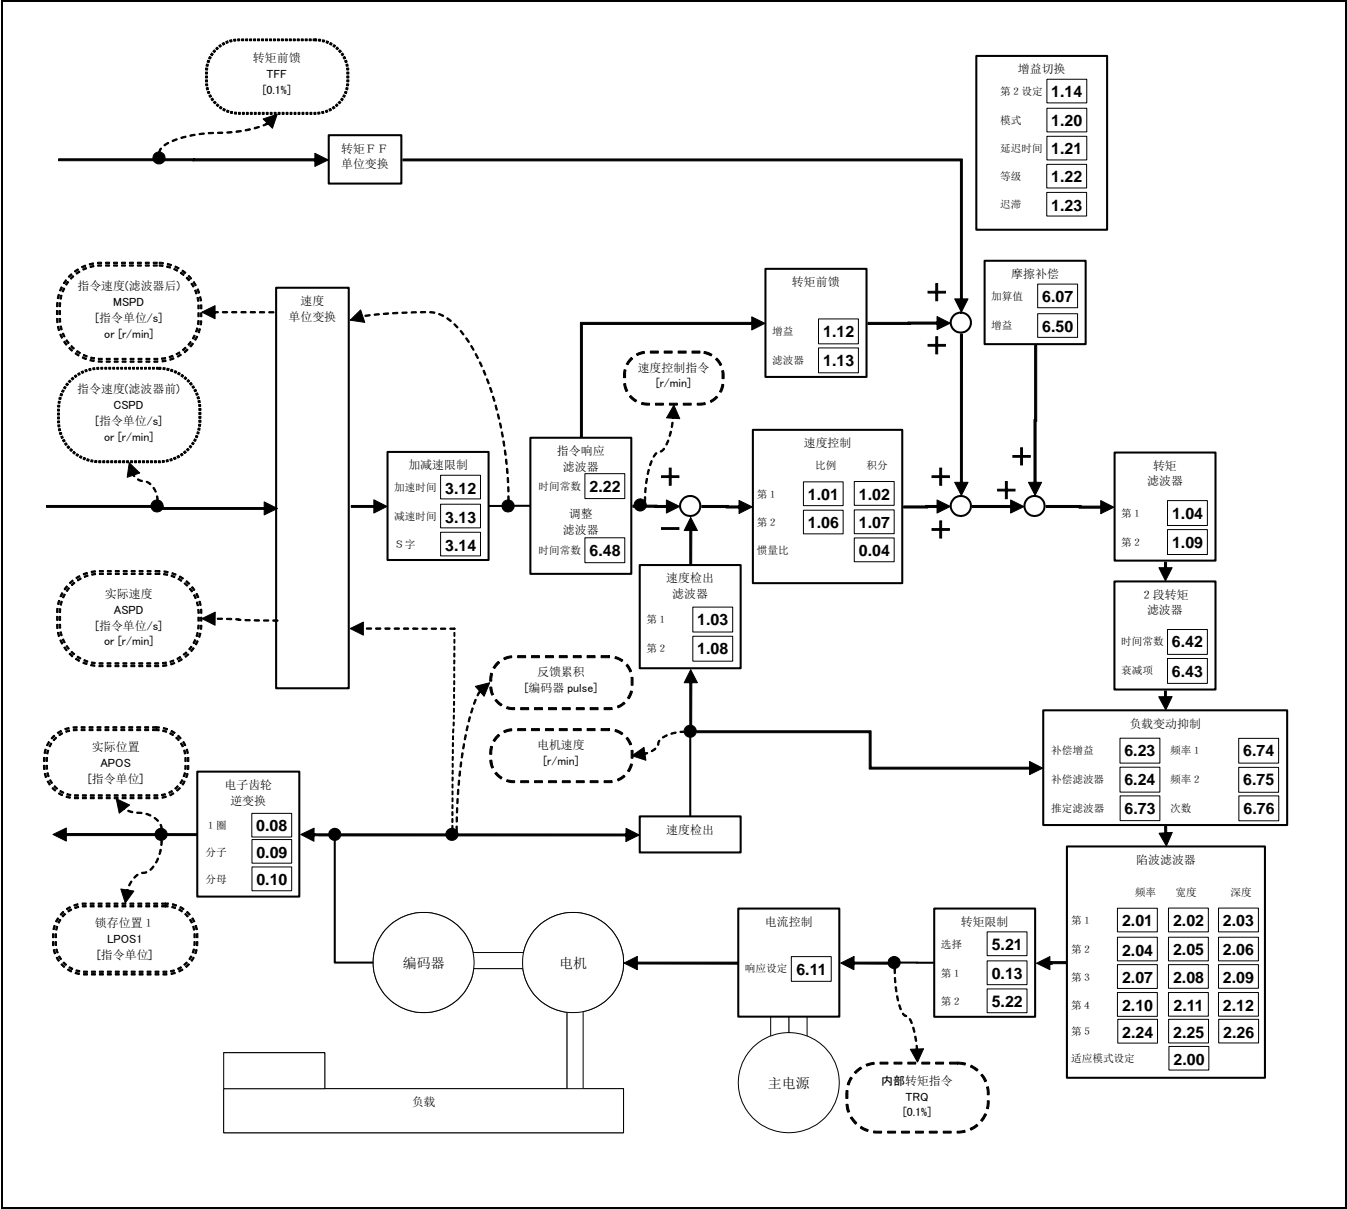 转矩前馈
TFF
[0.1%]
转矩ＦＦ
单位变换
增益切换
第 2 设定 1.14
模式 1.20
延迟时间 1.21
等级 1.22
迟滞 1.23
指令速度(滤波器后)
MSPD
[指令单位/s]
or [r/min]
指令速度(滤波器前)
CSPD
[指令单位/s]
or [r/min]
实际速度
ASPD
[指令单位/s]
or [r/min]
速度
单位变换
加减速限制
加速时间 3.12
减速时间 3.13
S 字 3.14
指令响应
滤波器
时间常数 2.22
调整
滤波器
时间常数 6.48
速度控制指令
[r/min]
转矩前馈
增益 1.12
滤波器 1.13
+
+
摩擦补偿
加算值 6.07
增益 6.50
+
−
速度控制
比例 积分
第 1 1.01 1.02
第 2 1.06 1.07
惯量比 0.04
+
+
+
+
转矩
滤波器
第 1 1.04
第 2 1.09
速度检出
滤波器
第 1 1.03
第 2 1.08
2 段转矩
滤波器
时间常数 6.42
衰减项 6.43
反馈累积
[编码器 pulse]
电机速度
[r/min]
负载变动抑制
补偿增益 6.23 频率 1 6.74
补偿滤波器 6.24 频率 2 6.75
推定滤波器 6.73 次数 6.76
实际位置
APOS
[指令单位]
电子齿轮
逆变换
1 圈 0.08
分子 0.09
分母 0.10
速度检出
锁存位置 1
LPOS1
[指令单位]
陷波滤波器
频率 宽度 深度
第 1 2.01 2.02 2.03
第 2 2.04 2.05 2.06
第 3 2.07 2.08 2.09
第 4 2.10 2.11 2.12
第 5 2.24 2.25 2.26
适应模式设定 2.00
编码器
电机
电流控制
响应设定 6.11
转矩限制
选择 5.21
第 1 0.13
第 2 5.22
主电源
内部转矩指令
TRQ
[0.1%]
负载